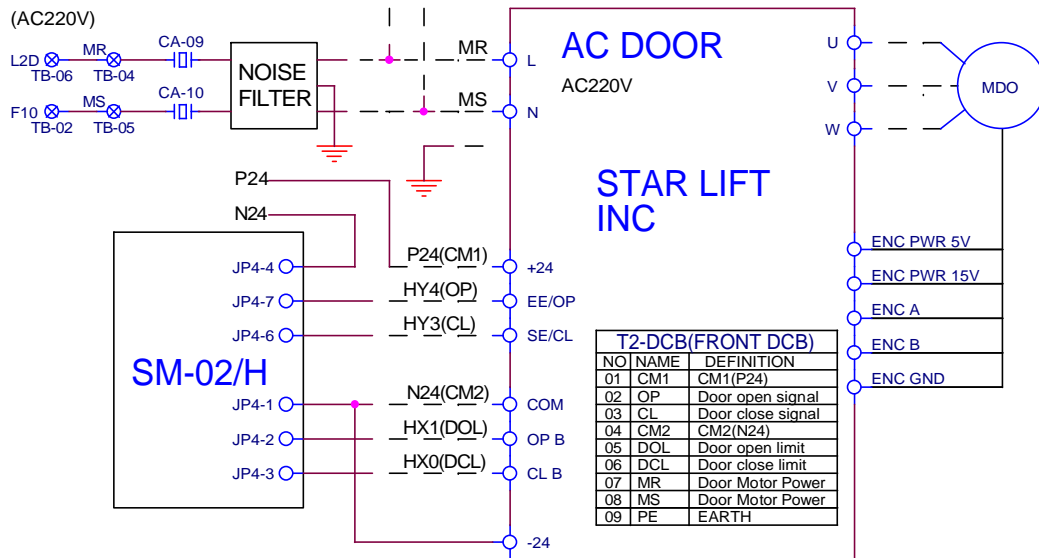 (AC220V)
L2D
TB-06
MR
TB-04
CA-09
F10
TB-02
MS
TB-05
CA-10
NOISE
FILTER
MR
L
MS
N
AC DOOR
AC220V
STAR LIFT
INC
U
V
W
MDO
P24
N24
SM-02/H
JP4-4
JP4-7
JP4-6
JP4-1
JP4-2
JP4-3
P24(CM1)
+24
HY4(OP)
EE/OP
HY3(CL)
SE/CL
N24(CM2)
COM
HX1(DOL)
OP B
HX0(DCL)
CL B
-24
ENC PWR 5V
ENC PWR 15V
ENC A
ENC B
ENC GND
T2-DCB(FRONT DCB)
NO NAME DEFINITION
01 CM1 CM1(P24)
02 OP Door open signal
03 CL Door close signal
04 CM2 CM2(N24)
05 DOL Door open limit
06 DCL Door close limit
07 MR Door Motor Power
08 MS Door Motor Power
09 PE EARTH